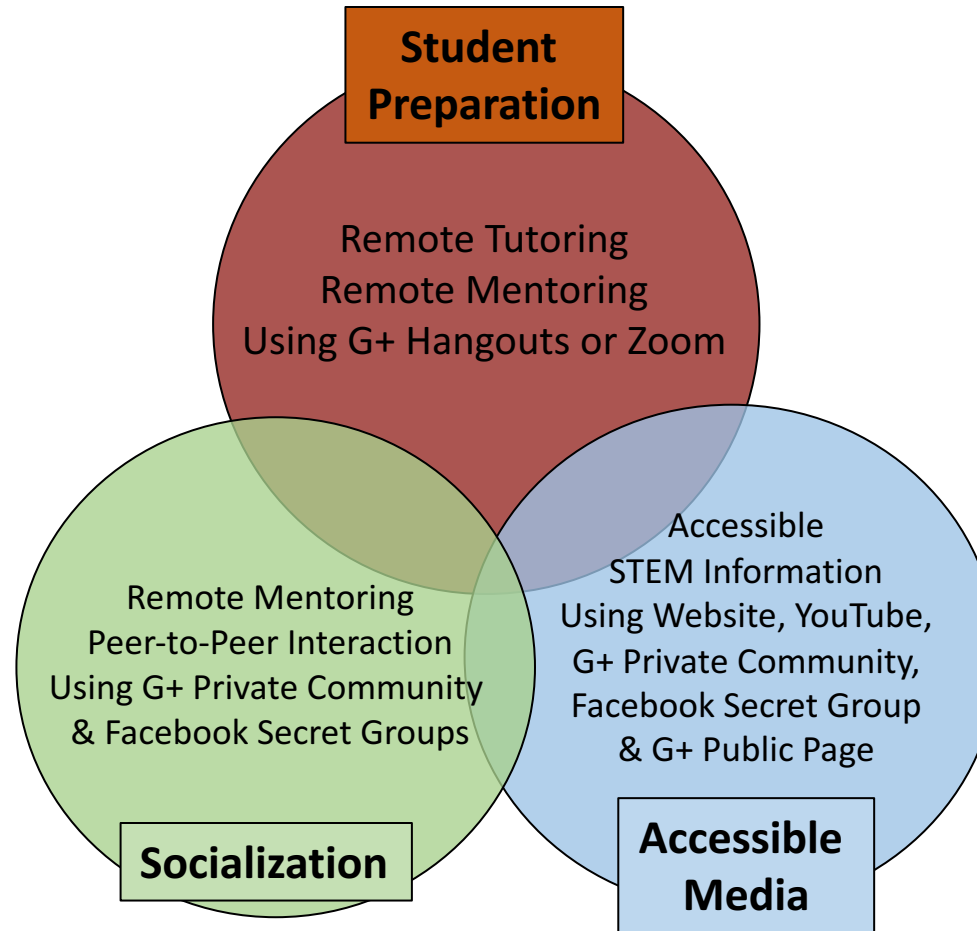 Student
Preparation
Remote Tutoring
Remote Mentoring
Using G+ Hangouts or Zoom
Remote Mentoring
Peer-to-Peer Interaction
Using G+ Private Community
& Facebook Secret Groups
Socialization
Accessible
STEM Information
Using Website, YouTube,
G+ Private Community,
Facebook Secret Group
& G+ Public Page
Accessible
Media